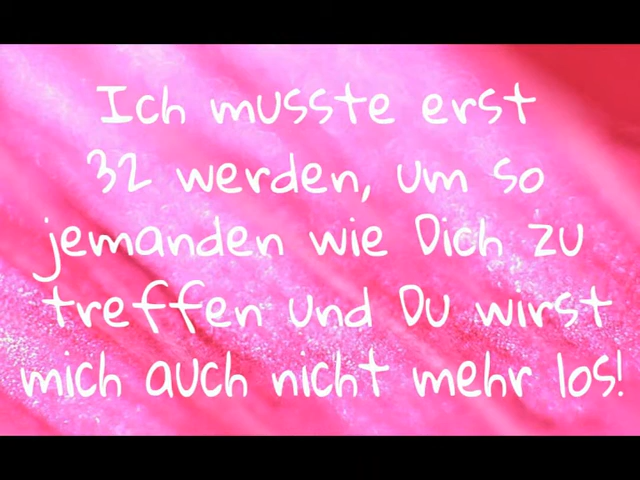 Ich musste erst
32 werden, um so
jemanden wie Dich zu
treffen und Du wirst
mich auch nicht mehr los!